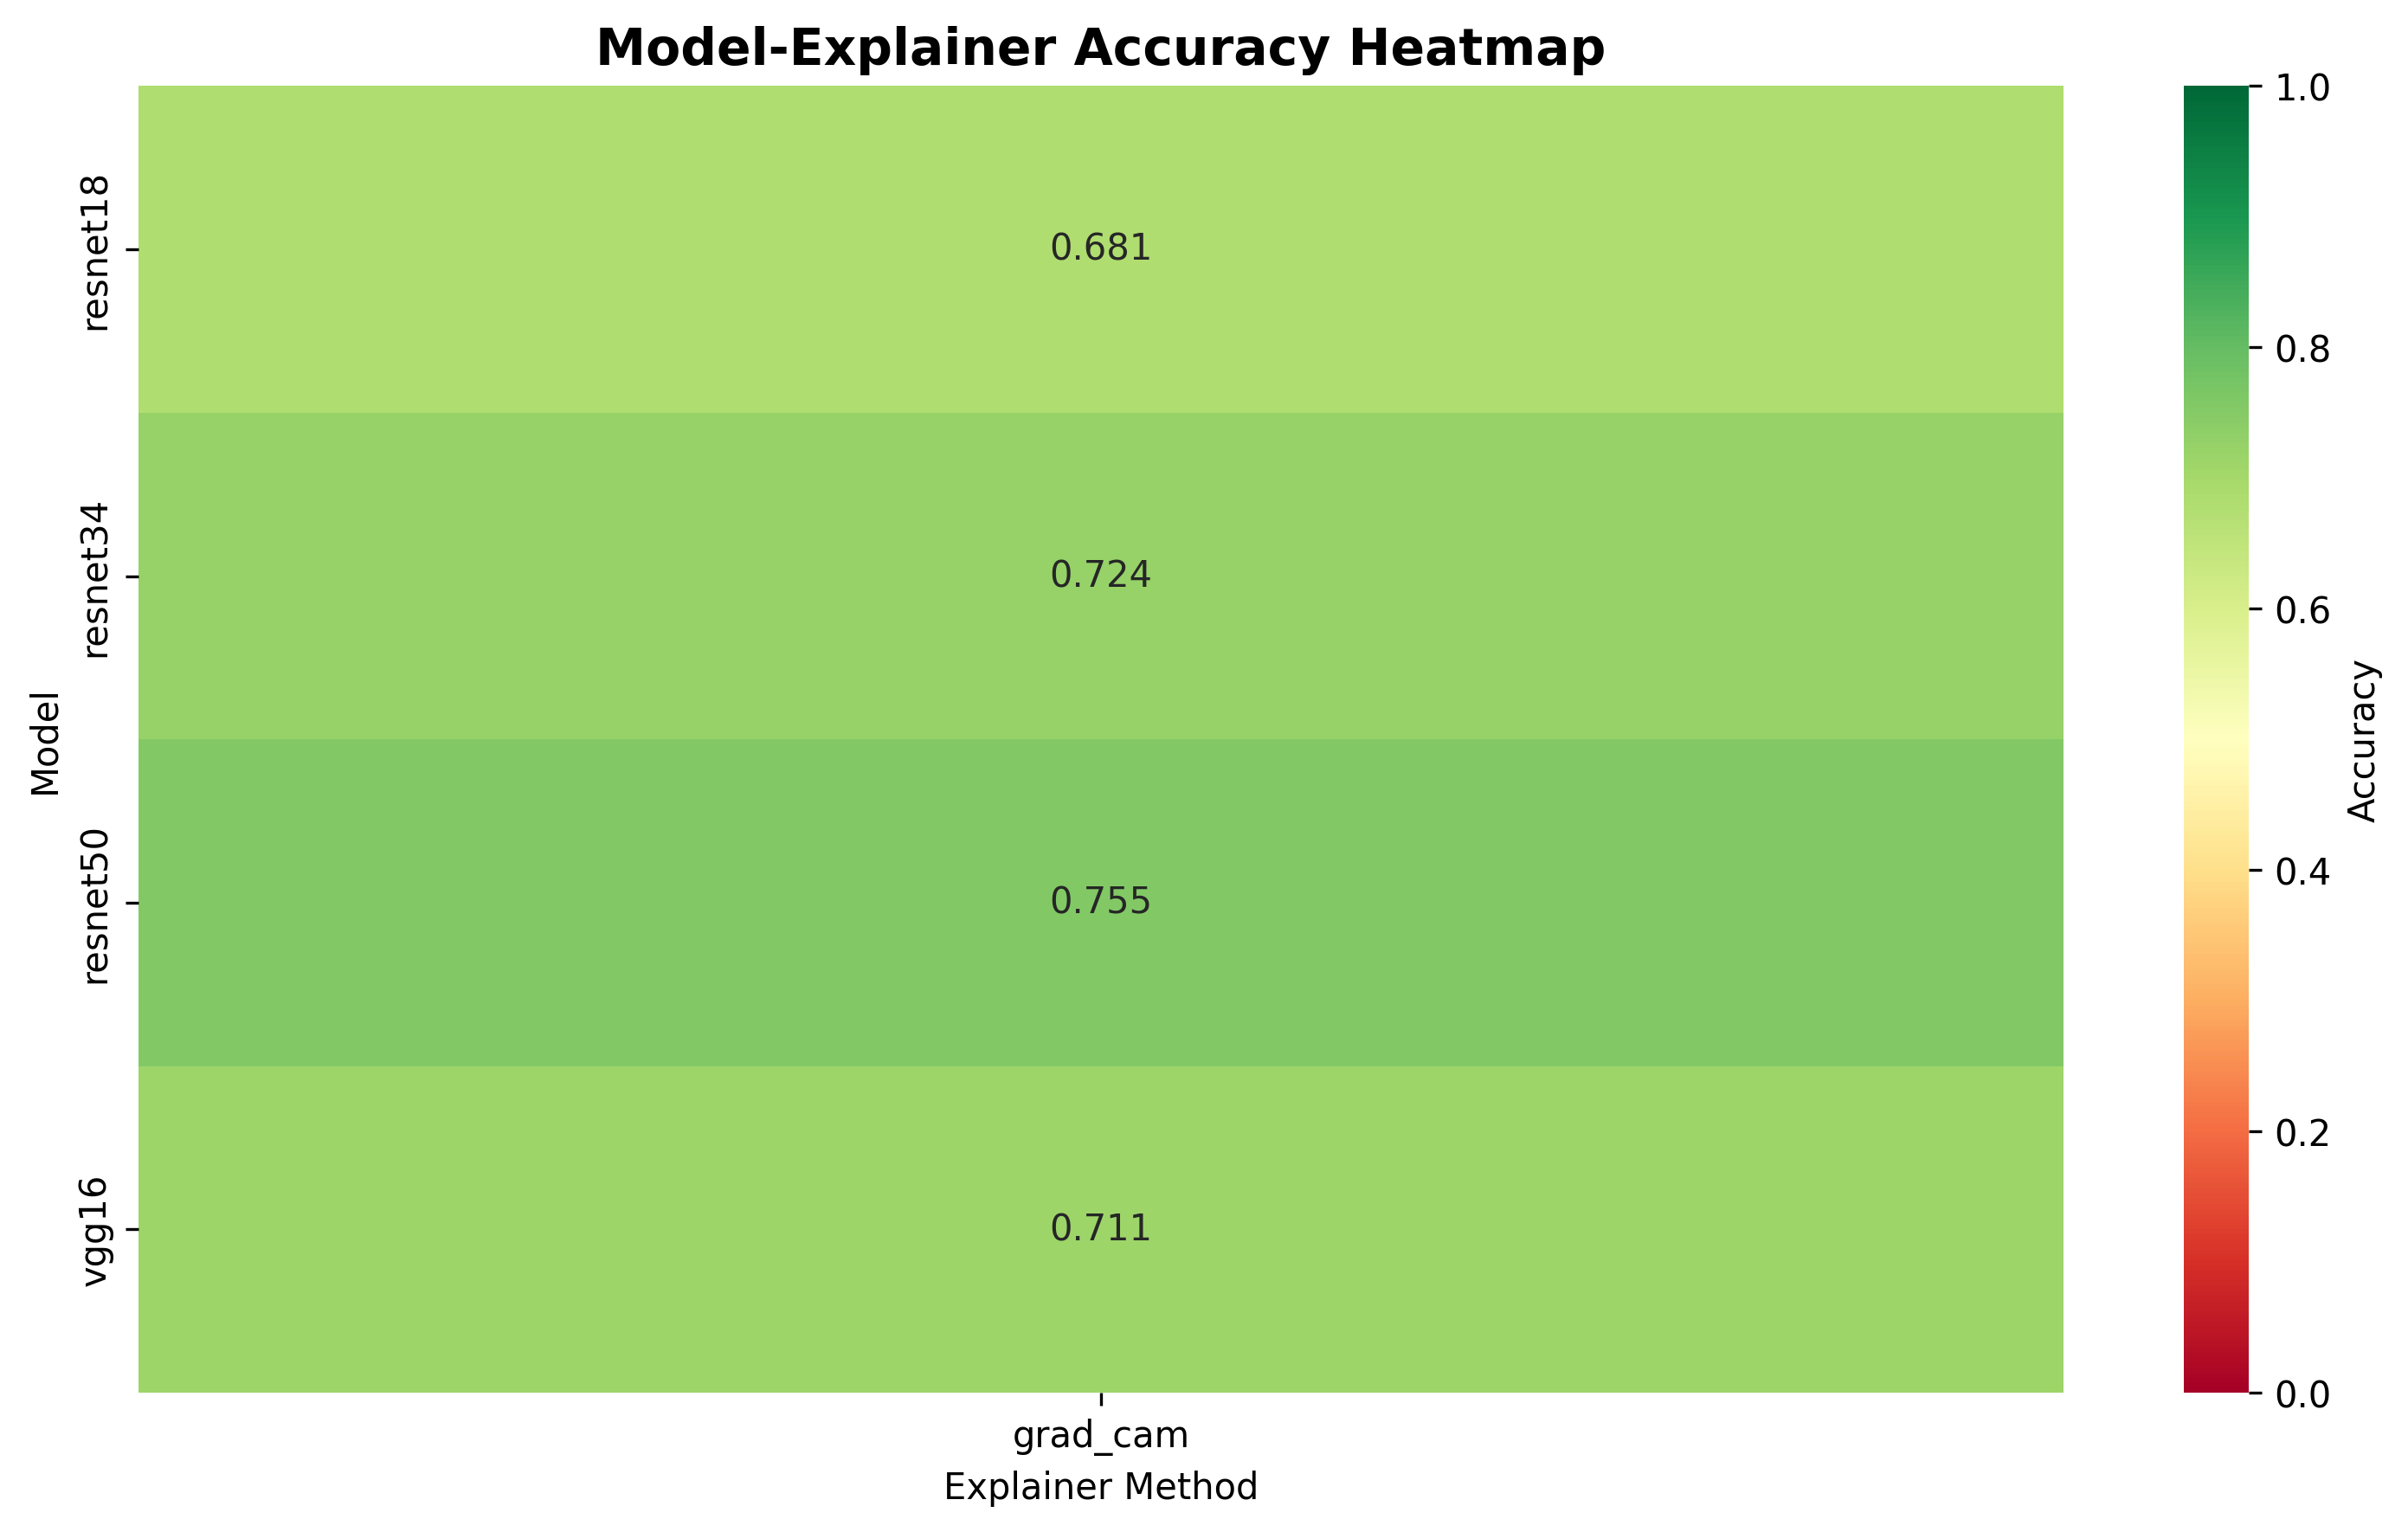 Model-Explainer Accuracy Heatmap
Model
resnet18
resnet34
resnet50
vgg16
0.681
0.724
0.755
0.711
grad_cam
Explainer Method
1.0
0.8
0.6
0.4
0.2
0.0
Accuracy